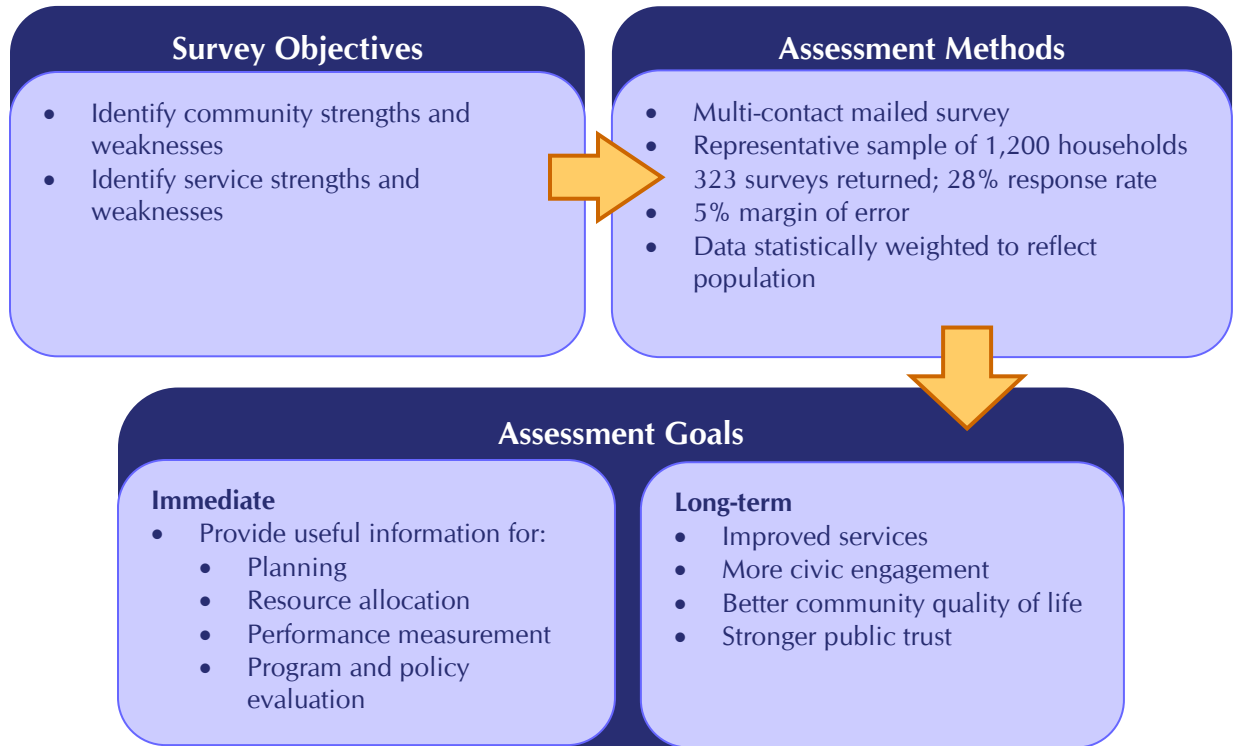 Survey Objectives
• Identify community strengths and
weaknesses
• Identify service strengths and
weaknesses
Assessment Methods
• Multi-contact mailed survey
• Representative sample of 1,200 households
• 323 surveys returned; 28% response rate
• 5% margin of error
• Data statistically weighted to reflect
population
Assessment Goals
Immediate
• Provide useful information for:
• Planning
• Resource allocation
• Performance measurement
• Program and policy
evaluation
Long-term
• Improved services
• More civic engagement
• Better community quality of life
• Stronger public trust